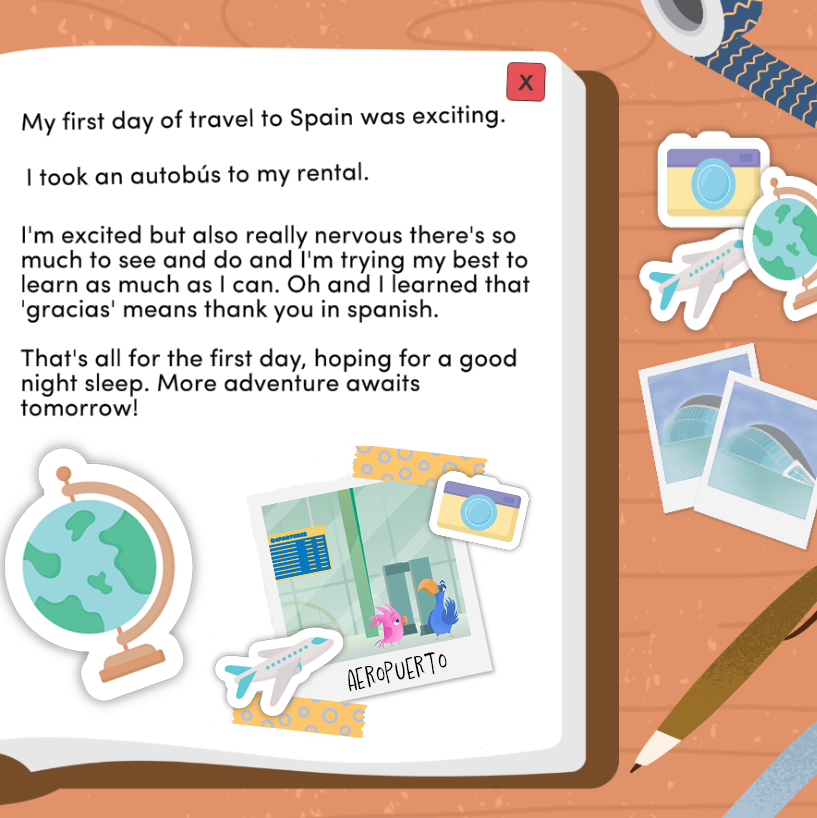 X
My first day of travel to Spain was exciting.
I took an autobús to my rental.
I'm excited but also really nervous there's so
much to see and do and I'm trying my best to
learn as much as I can. Oh and I learned that
'gracias' means thank you in spanish.
That's all for the first day, hoping for a good
night sleep. More adventure awaits
tomorrow!
DEPARTURES
AEROPUERTO